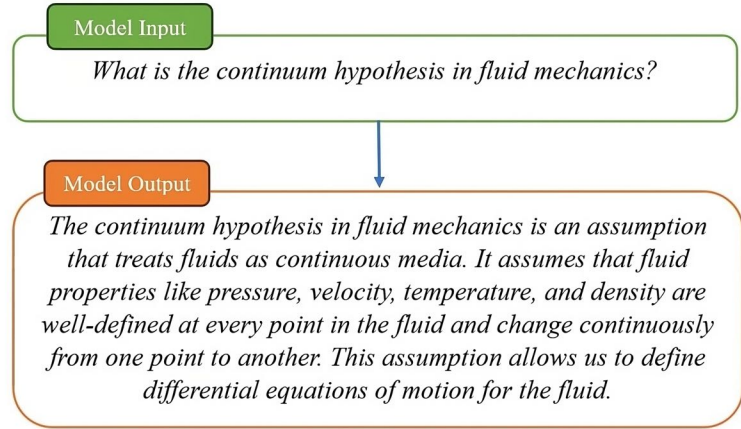 Model Input
What is the continuum hypothesis in fluid mechanics?
Model Output
The continuum hypothesis in fluid mechanics is an assumption
that treats fluids as continuous media. It assumes that fluid
properties like pressure, velocity, temperature, and density are
well-defined at every point in the fluid and change continuously
from one point to another. This assumption allows us to define
differential equations of motion for the fluid.